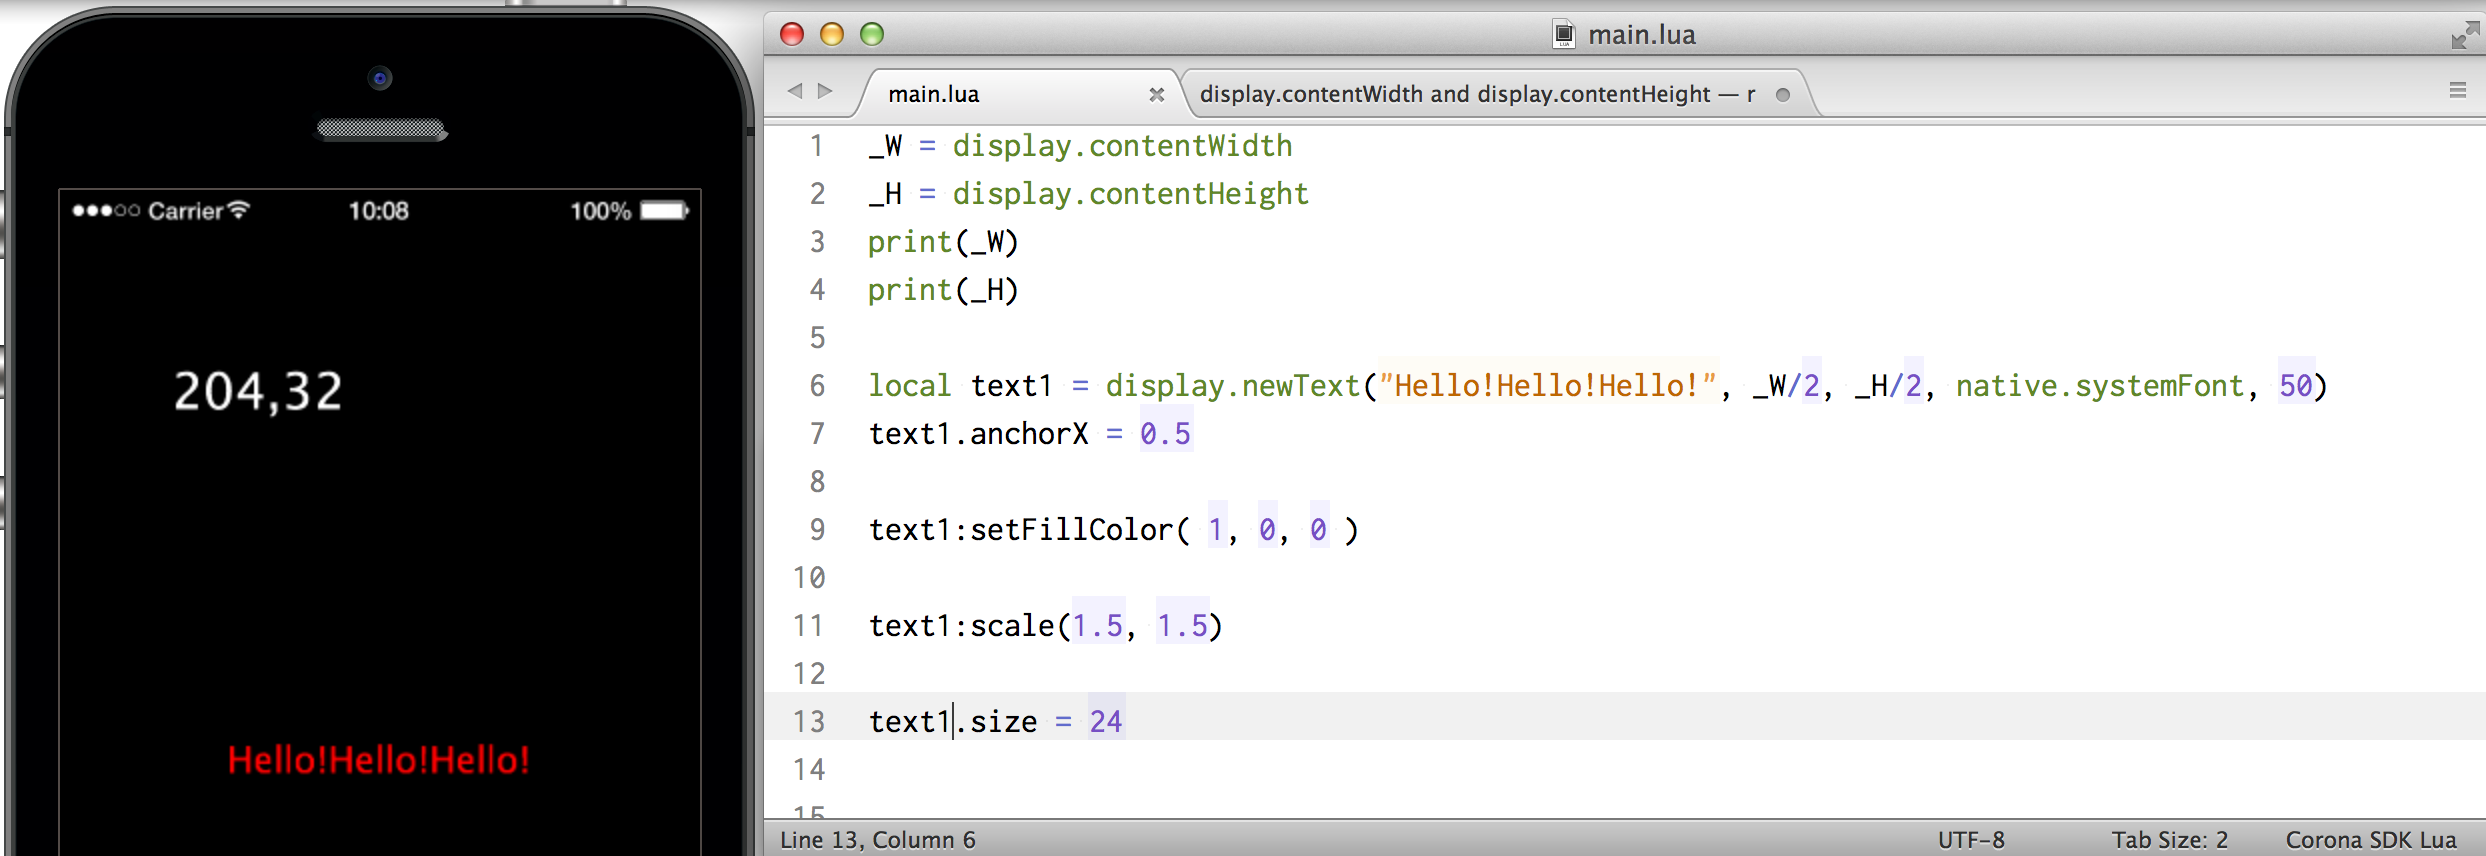 ●●●○○ Carrier 10:08 100%
204,32
Hello!Hello!Hello!
main.lua
main.lua display.contentWidth and display.contentHeight — r
1 _W = display.contentWidth
2 _H = display.contentHeight
3 print(_W)
4 print(_H)
5
6 local text1 = display.newText("Hello!Hello!Hello!", _W/2, _H/2, native.systemFont, 50)
7 text1.anchorX = 0.5
8
9 text1:setFillColor( 1, 0, 0 )
10
11 text1:scale(1.5, 1.5)
12
13 text1.size = 24
14
15
Line 13, Column 6 UTF-8 Tab Size: 2 Corona SDK Lua